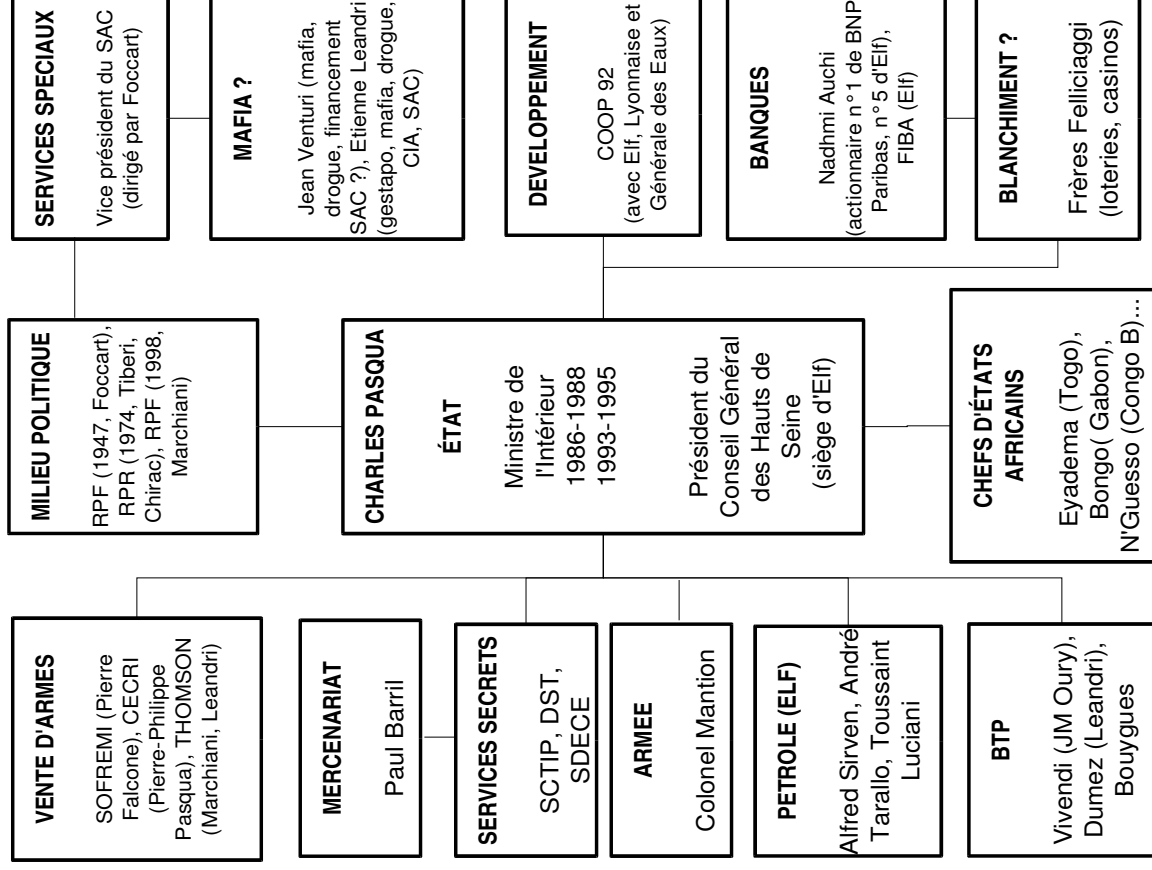 VENTE D'ARMES
SOFREMI (Pierre
Falcone), CECRI
(Pierre-Philippe
Pasqua), THOMSON
(Marchiani, Leandri)
MERCENARIAT
Paul Barril
SERVICES SECRETS
SCTIP, DST,
SDECE
ARMEE
Colonel Mantion
PETROLE (ELF)
Alfred Sirven, André
Tarallo, Toussaint
Luciani
BTP
Vivendi (JM Oury),
Dumez (Leandri),
Bouygues
MILIEU POLITIQUE
RPF (1947, Foccart),
RPR (1974, Tiberi,
Chirac), RPF (1998,
Marchiani)
CHARLES PASQUA
ÉTAT
Ministre de
l'Intérieur
1986-1988
1993-1995
Président du
Conseil Général
des Hauts de
Seine
(siège d'Elf)
CHEFS D'ÉTATS
AFRICAINS
Eyadema (Togo),
Bongo( Gabon),
N'Guesso (Congo B)...
SERVICES SPECIAUX
Vice président du SAC
(dirigé par Foccart)
MAFIA ?
Jean Venturi (mafia,
drogue, financement
SAC ?), Etienne Leandri
(gestapo, mafia, drogue,
CIA, SAC)
DEVELOPPEMENT
COOP 92
(avec Elf, Lyonnaise et
Générale des Eaux)
BANQUES
Nadhmi Auchi
(actionnaire n°1 de BNP
Paribas, n°5 d'Elf),
FIBA (Elf)
BLANCHIMENT ?
Frères Felliciaggi
(loteries, casinos)